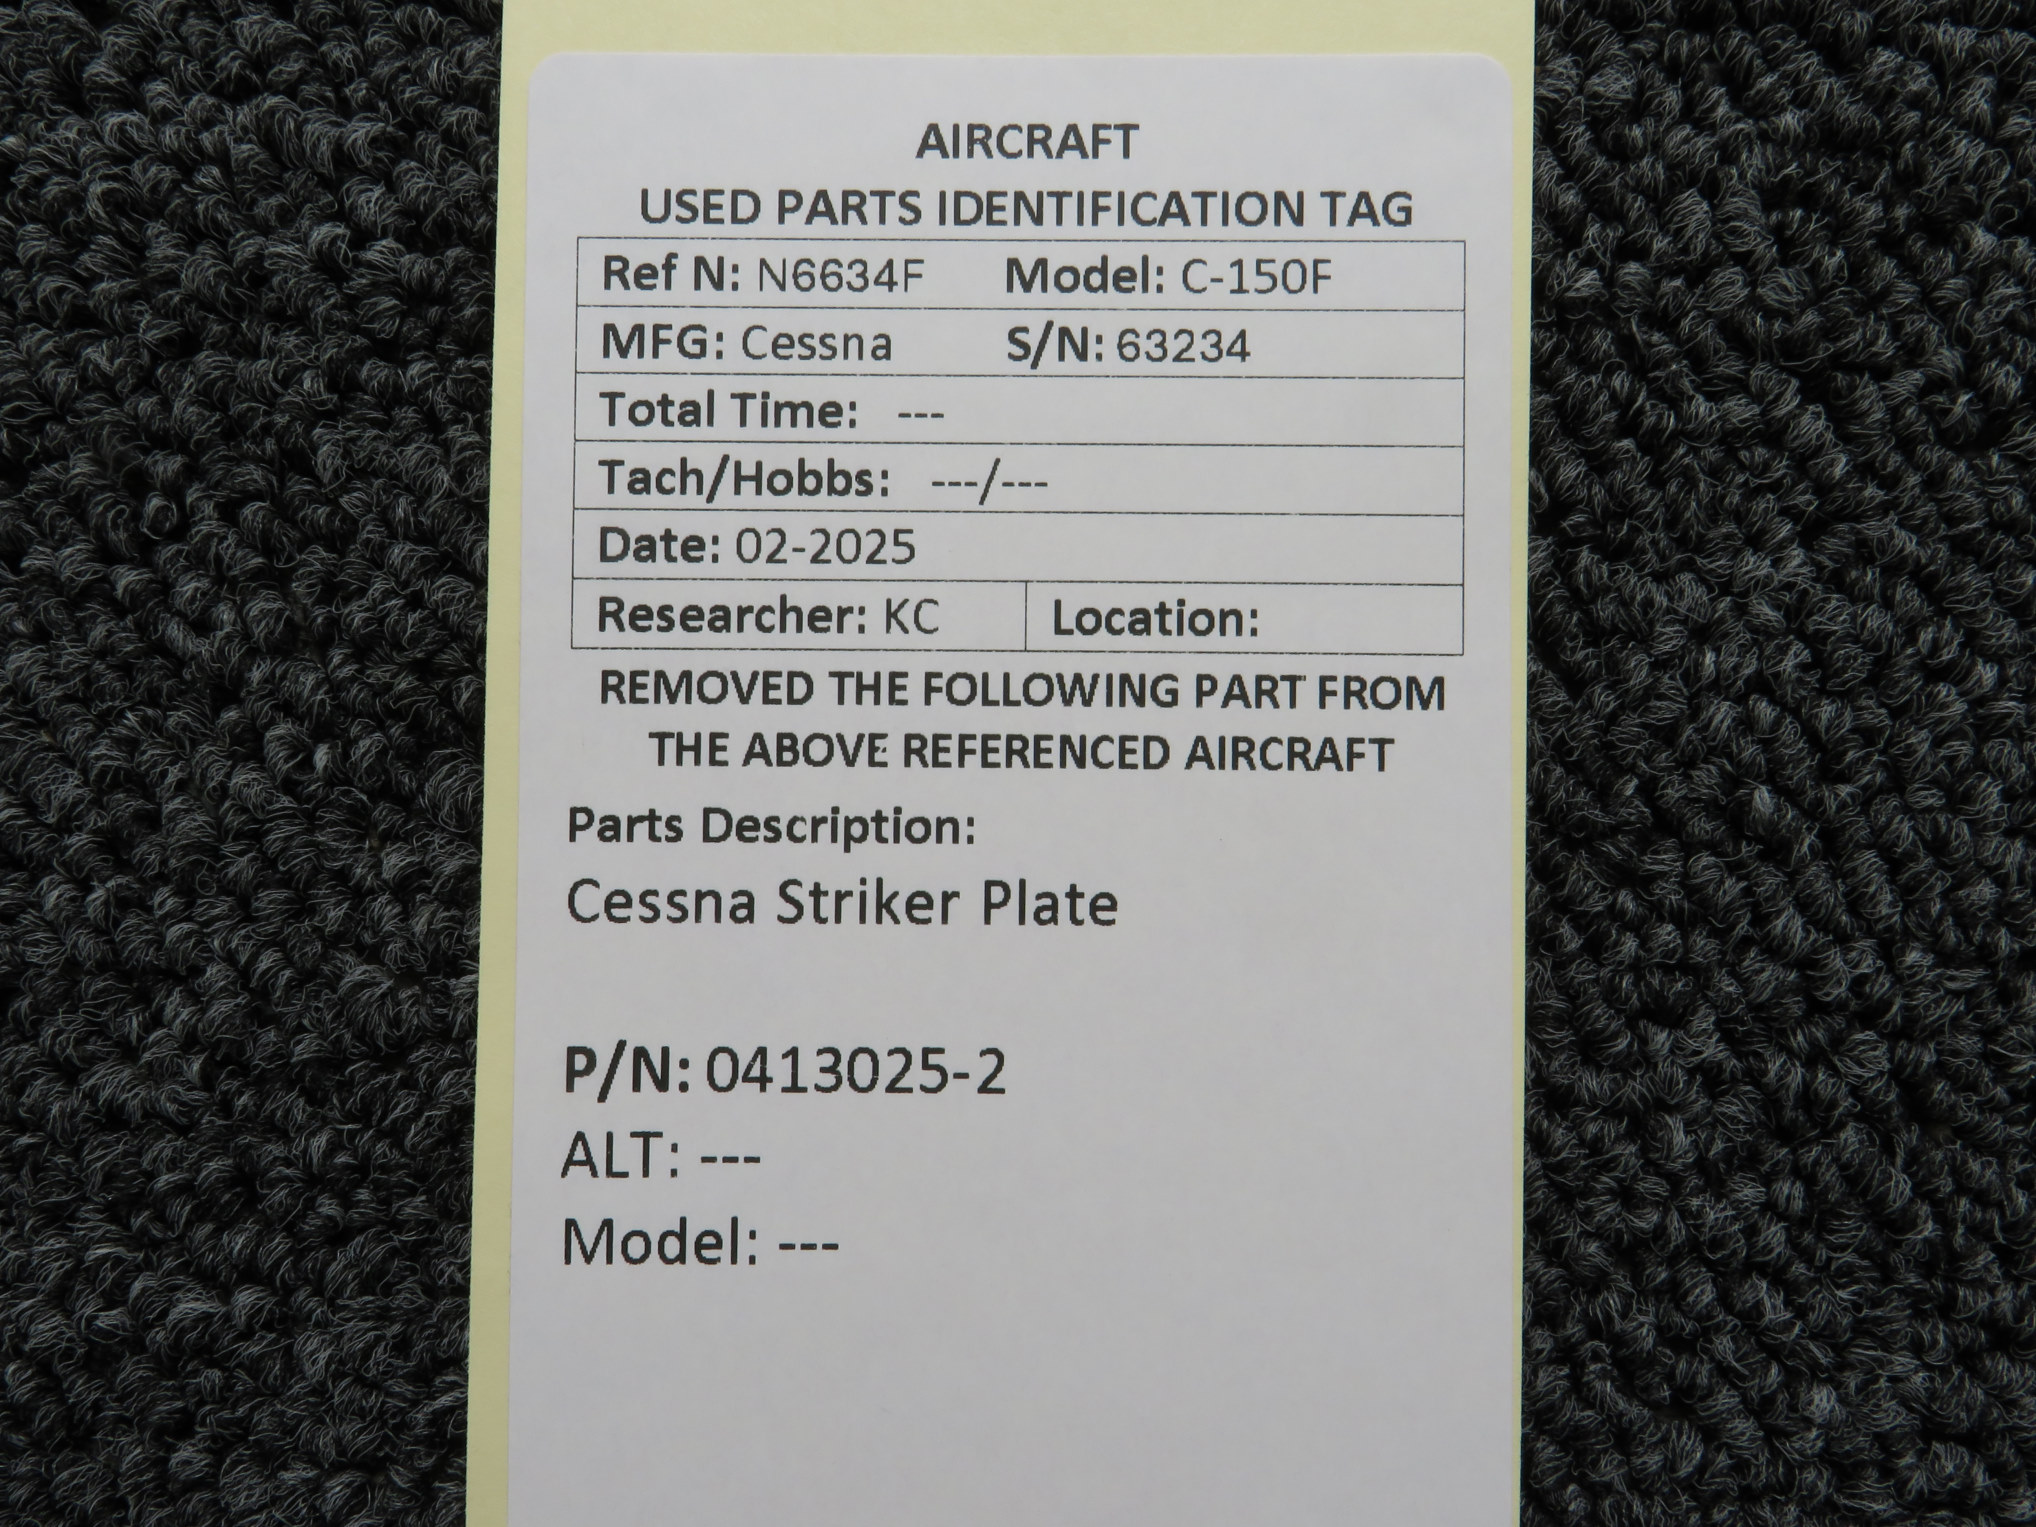 AIRCRAFT
USED PARTS IDENTIFICATION TAG
Ref N: N6634F Model: C-150F
MFG: Cessna S/N: 63234
Total Time: ---
Tach/Hobbs: ---/---
Date: 02-2025
Researcher: KC Location:
REMOVED THE FOLLOWING PART FROM
THE ABOVE REFERENCED AIRCRAFT
Parts Description:
Cessna Striker Plate
P/N: 0413025-2
ALT: ---
Model: ---